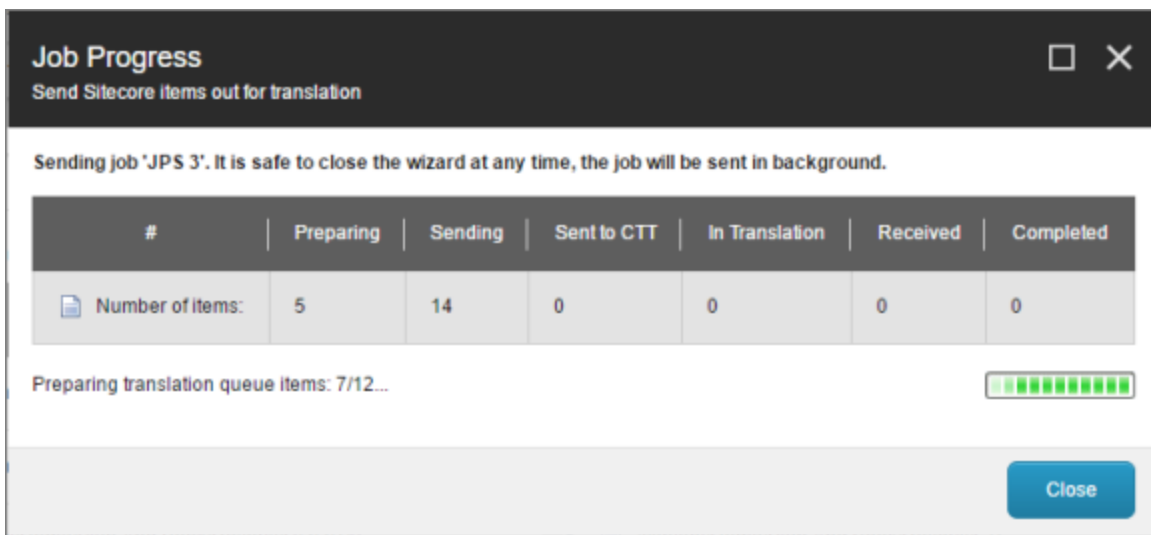 Job Progress
Send Sitecore items out for translation
Sending job 'JPS 3'. It is safe to close the wizard at any time, the job will be sent in background.
# Preparing Sending Sent to CTT In Translation Received Completed
Number of items: 5 14 0 0 0 0
Preparing translation queue items: 7/12...
Close